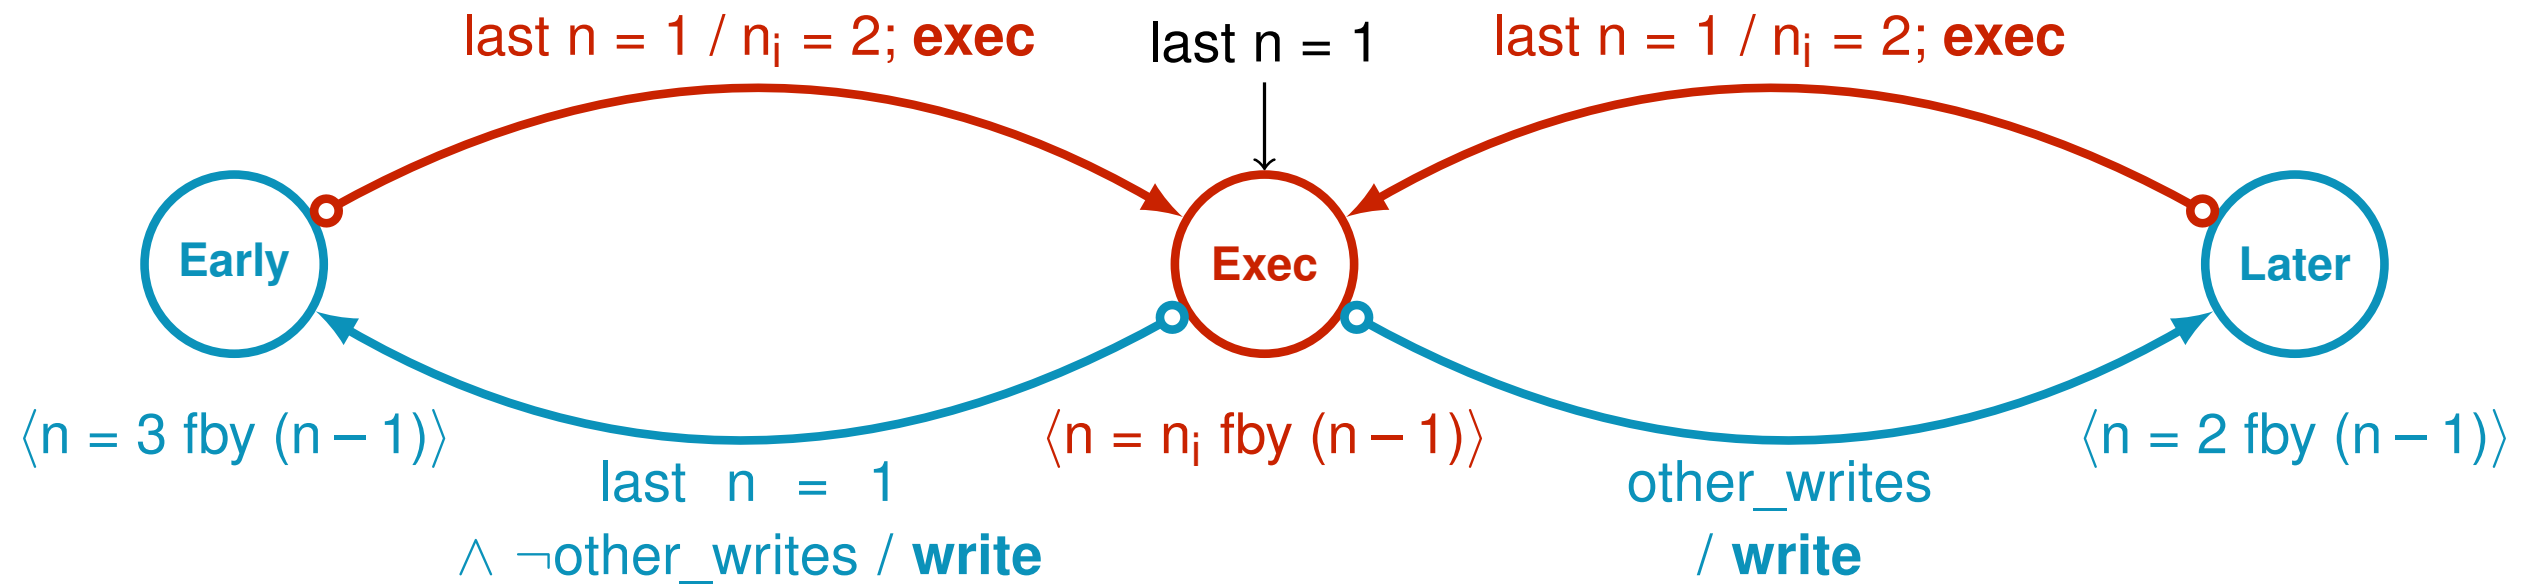 last n = 1 / nᵢ = 2; exec
last n = 1
last n = 1 / nᵢ = 2; exec
Early
Exec
Later
⟨n = 3 fby (n − 1)⟩
⟨n = nᵢ fby (n − 1)⟩
⟨n = 2 fby (n − 1)⟩
last n = 1
∧ ¬other_writes / write
other_writes
/ write